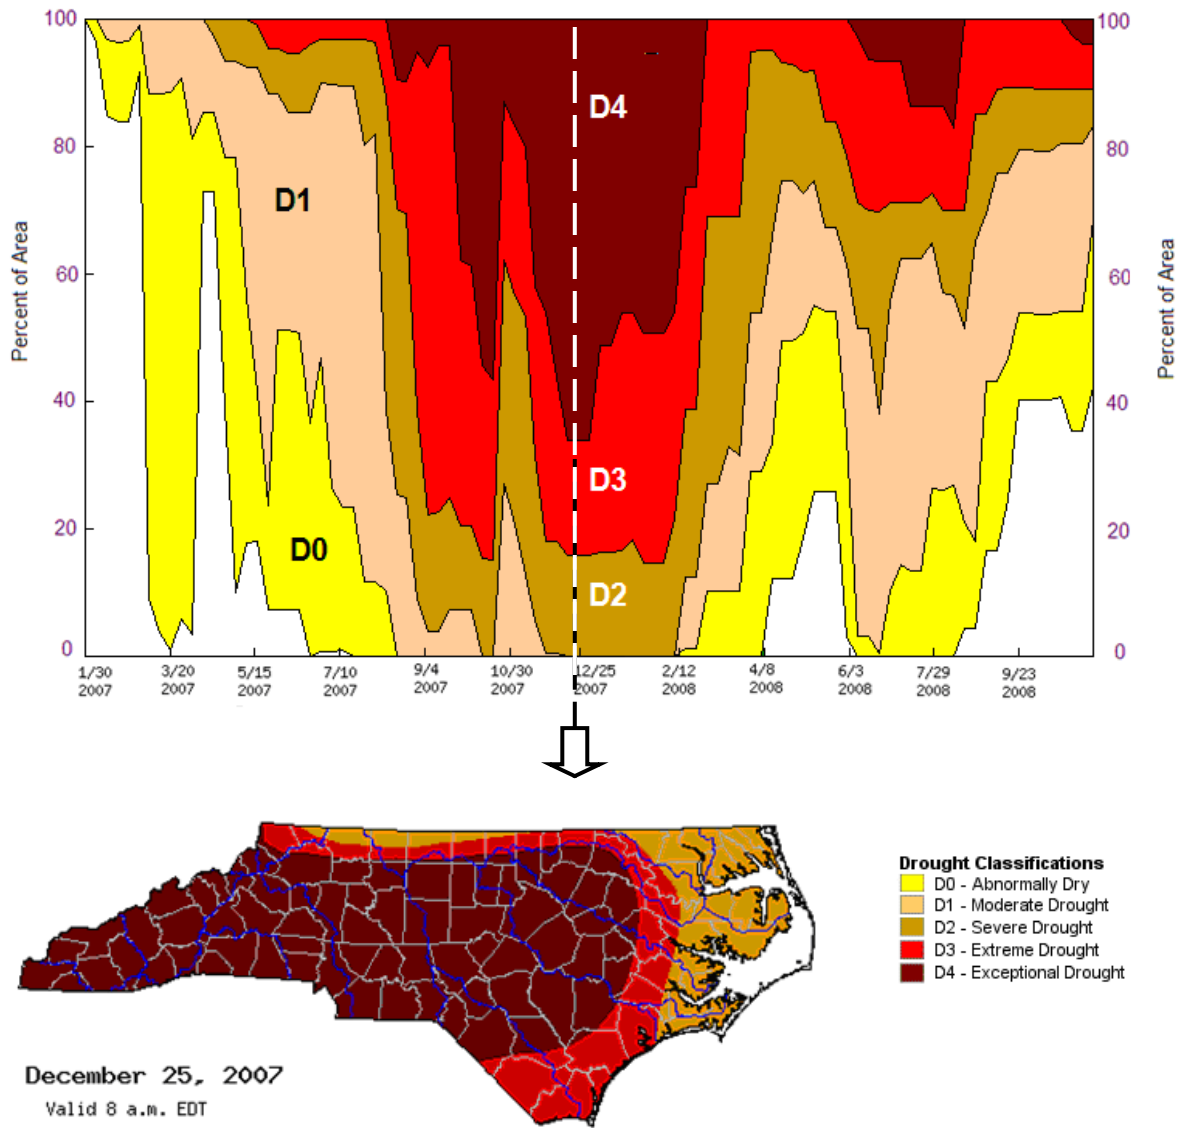 100
80
60
40
20
0
Percent of Area
100
80
60
40
20
0
Percent of Area
D4
D1
D3
D0
D2
1/30
2007
3/20
2007
5/15
2007
7/10
2007
9/4
2007
10/30
2007
12/25
2007
2/12
2008
4/8
2008
6/3
2008
7/29
2008
9/23
2008
Drought Classifications
D0 - Abnormally Dry
D1 - Moderate Drought
D2 - Severe Drought
D3 - Extreme Drought
D4 - Exceptional Drought
December 25, 2007
Valid 8 a.m. EDT